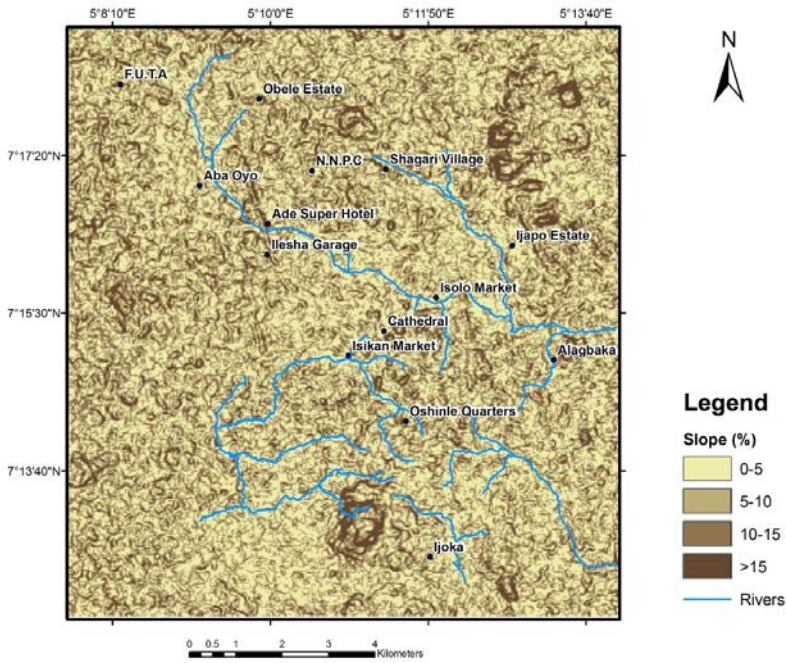 5°8'10"E 5°10'0"E 5°11'50"E 5°13'40"E
N
F.U.T.A
Obele Estate
7°17'20"N
N.N.P.C
Shagari Village
Aba Oyo
Ade Super Hotel
Ijapo Estate
Ilesha Garage
Isolo Market
7°15'30"N
Cathedral
Isikan Market
Alagbaka
Oshinle Quarters
7°13'40"N
Ijoka
Legend
Slope (%)
0-5
5-10
10-15
>15
Rivers
0 0.5 1 2 3 4
Kilometers